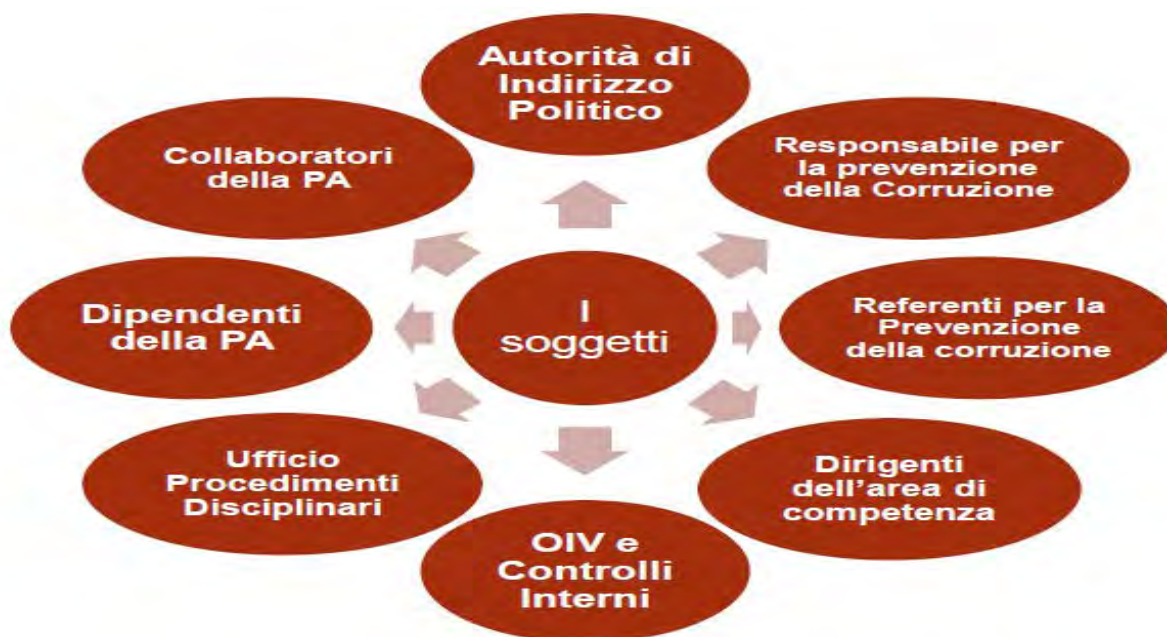 Autorità di
Indirizzo
Politico
Responsabile per
la prevenzione
della Corruzione
Referenti per la
Prevenzione
della corruzione
Dirigenti
dell'area di
competenza
OIV e
Controlli
Interni
Ufficio
Procedimenti
Disciplinari
Dipendenti
della PA
Collaboratori
della PA
I
soggetti